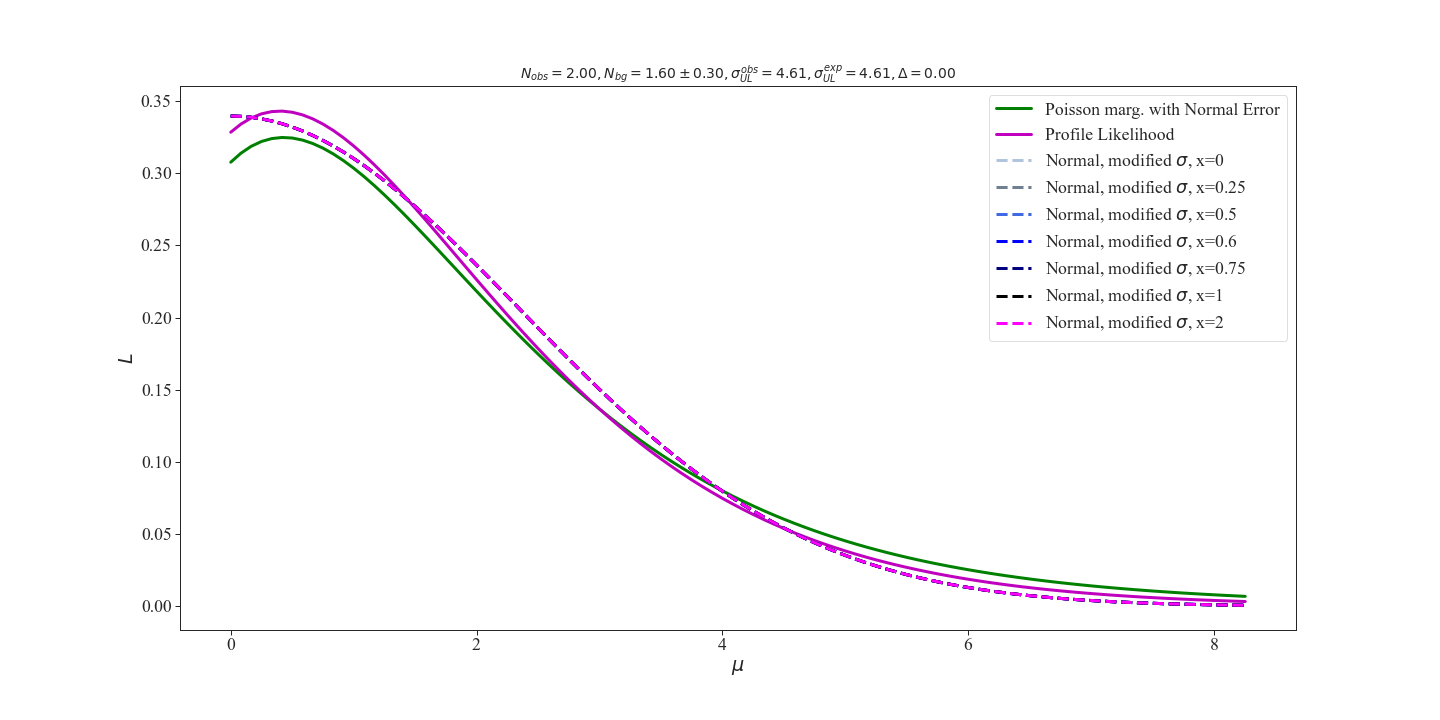 N_obs = 2.00, N_bg = 1.60 ± 0.30, σ_UL^obs = 4.61, σ_UL^exp = 4.61, Δ = 0.00
0.35
0.30
0.25
0.20
0.15
0.10
0.05
0.00
L
0 2 4 6 8
μ
Poisson marg. with Normal Error
Profile Likelihood
Normal, modified σ, x=0
Normal, modified σ, x=0.25
Normal, modified σ, x=0.5
Normal, modified σ, x=0.6
Normal, modified σ, x=0.75
Normal, modified σ, x=1
Normal, modified σ, x=2